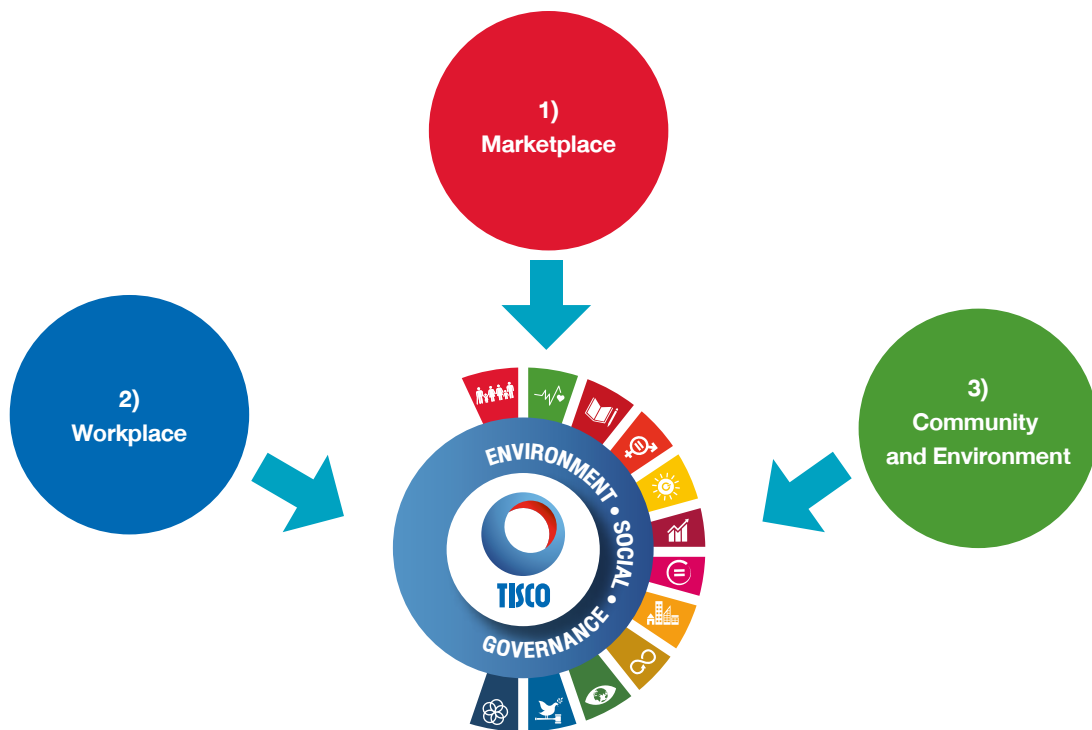 1)
Marketplace
2)
Workplace
3)
Community
and Environment
ENVIRONMENT • SOCIAL • GOVERNANCE
TISCO